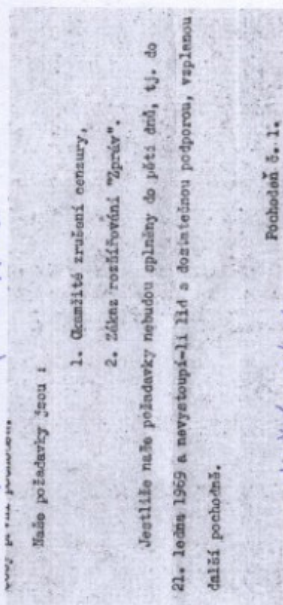 Naše požadavky jsou :
1. Okamžité zrušení censury,
2. Zákaz rozšiřování "Zpráv".
Jestliže naše požadavky nebudou splněny do pěti dnů, tj. do
21. ledna 1969 a nevystoupí-li lid s dostatečnou podporou, vzplanou
další pochodně.
Pochodeň č. 1.